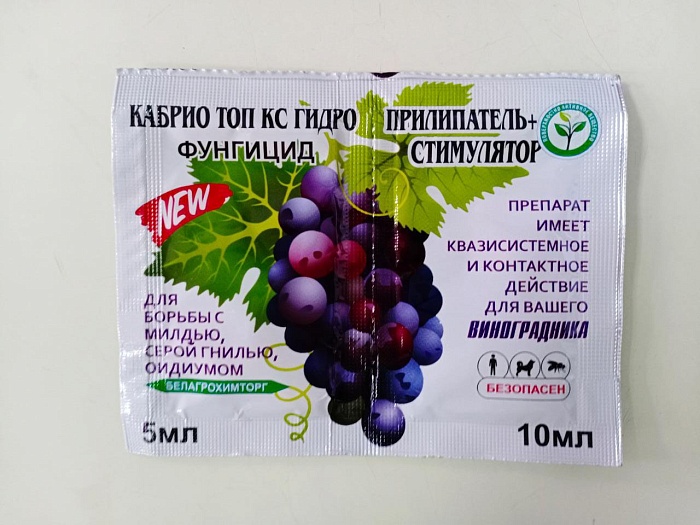 КАБРИО ТОП КС ГИДРО
ФУНГИЦИД
ПРИЛИПАТЕЛЬ+
СТИМУЛЯТОР
NEW
ПРЕПАРАТ
ИМЕЕТ
КВАЗИСИСТЕМНОЕ
И КОНТАКТНОЕ
ДЕЙСТВИЕ
ДЛЯ ВАШЕГО
ВИНОГРАДНИКА
ДЛЯ
БОРЬБЫ С
МИЛДЬЮ,
СЕРОЙ ГНИЛЬЮ,
ОИДИУМОМ
БЕЛАГРОХИМТОРГ
БЕЗОПАСЕН
5мл
10мл